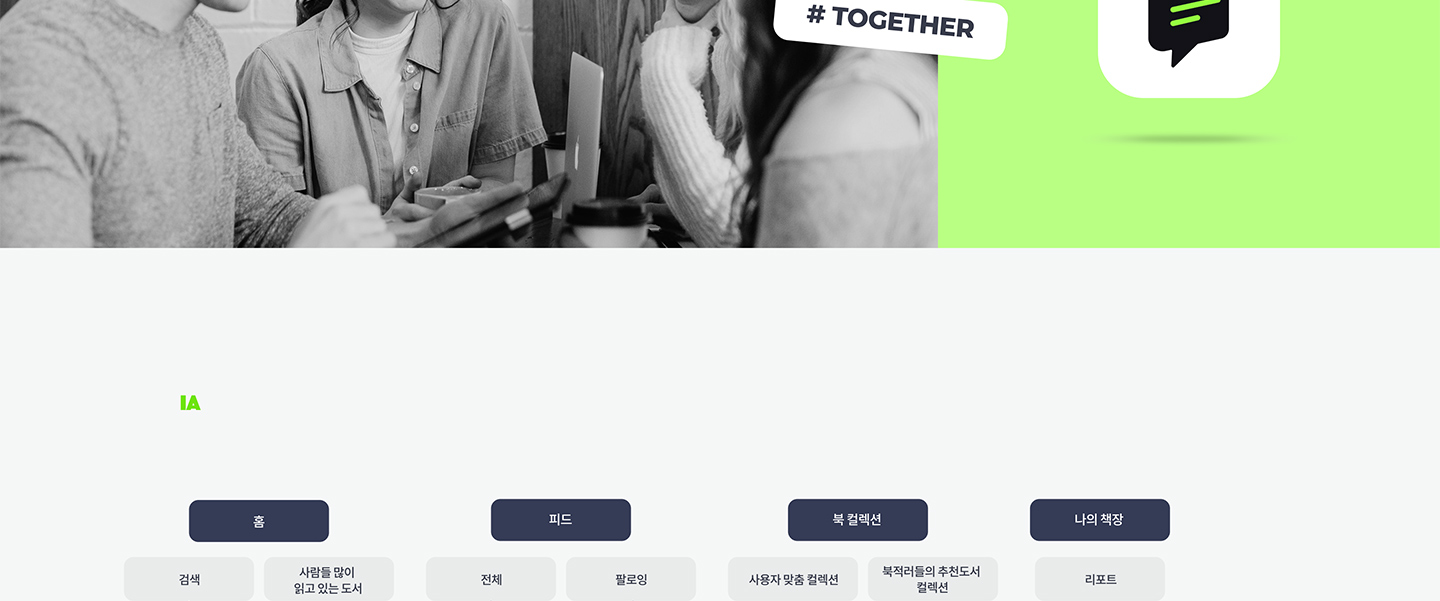 # TOGETHER
IA
홈
피드
북 컬렉션
나의 책장
검색
사람들 많이
읽고 있는 도서
전체
팔로잉
사용자 맞춤 컬렉션
북적러들의 추천도서
컬렉션
리포트